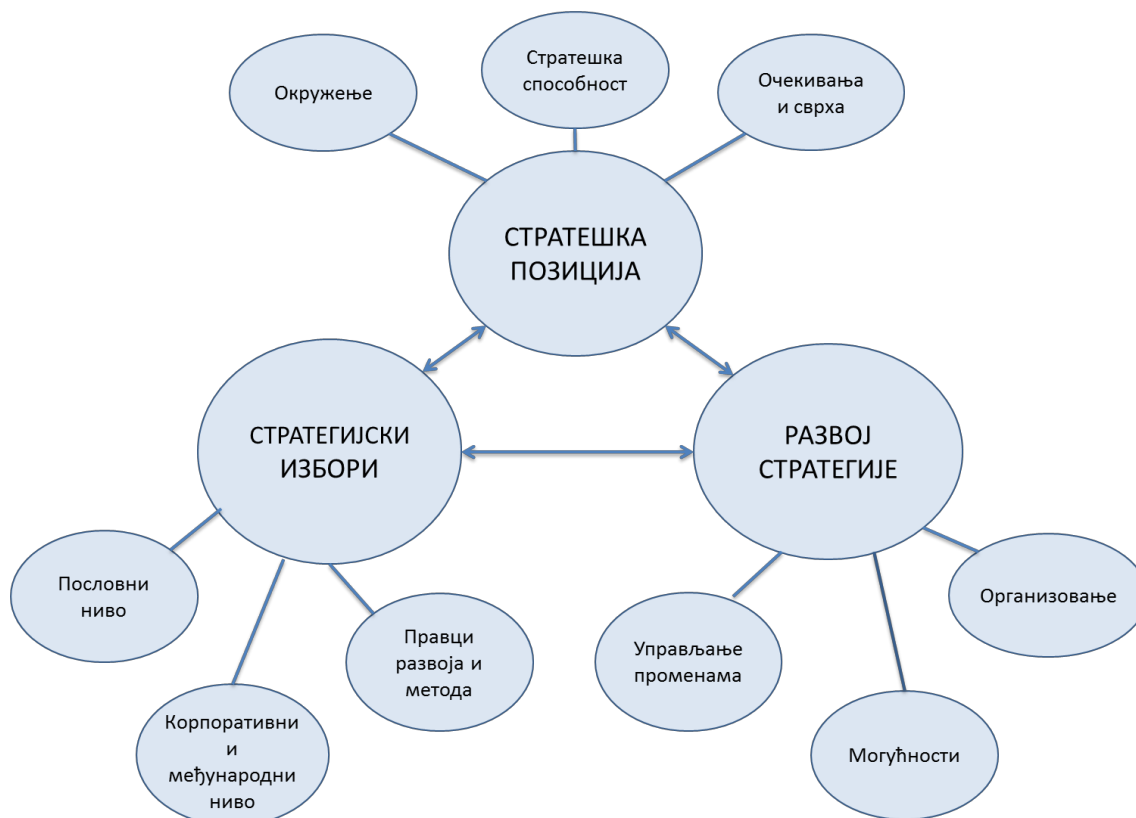 Окружење
Стратешка
способност
Очекивања
и сврха
СТРАТЕШКА
ПОЗИЦИЈА
СТРАТЕГИЈСКИ
ИЗБОРИ
РАЗВОЈ
СТРАТЕГИЈЕ
Пословни
ниво
Корпоративни
и
међународни
ниво
Правци
развоја и
метода
Управљање
променама
Могућности
Организовање